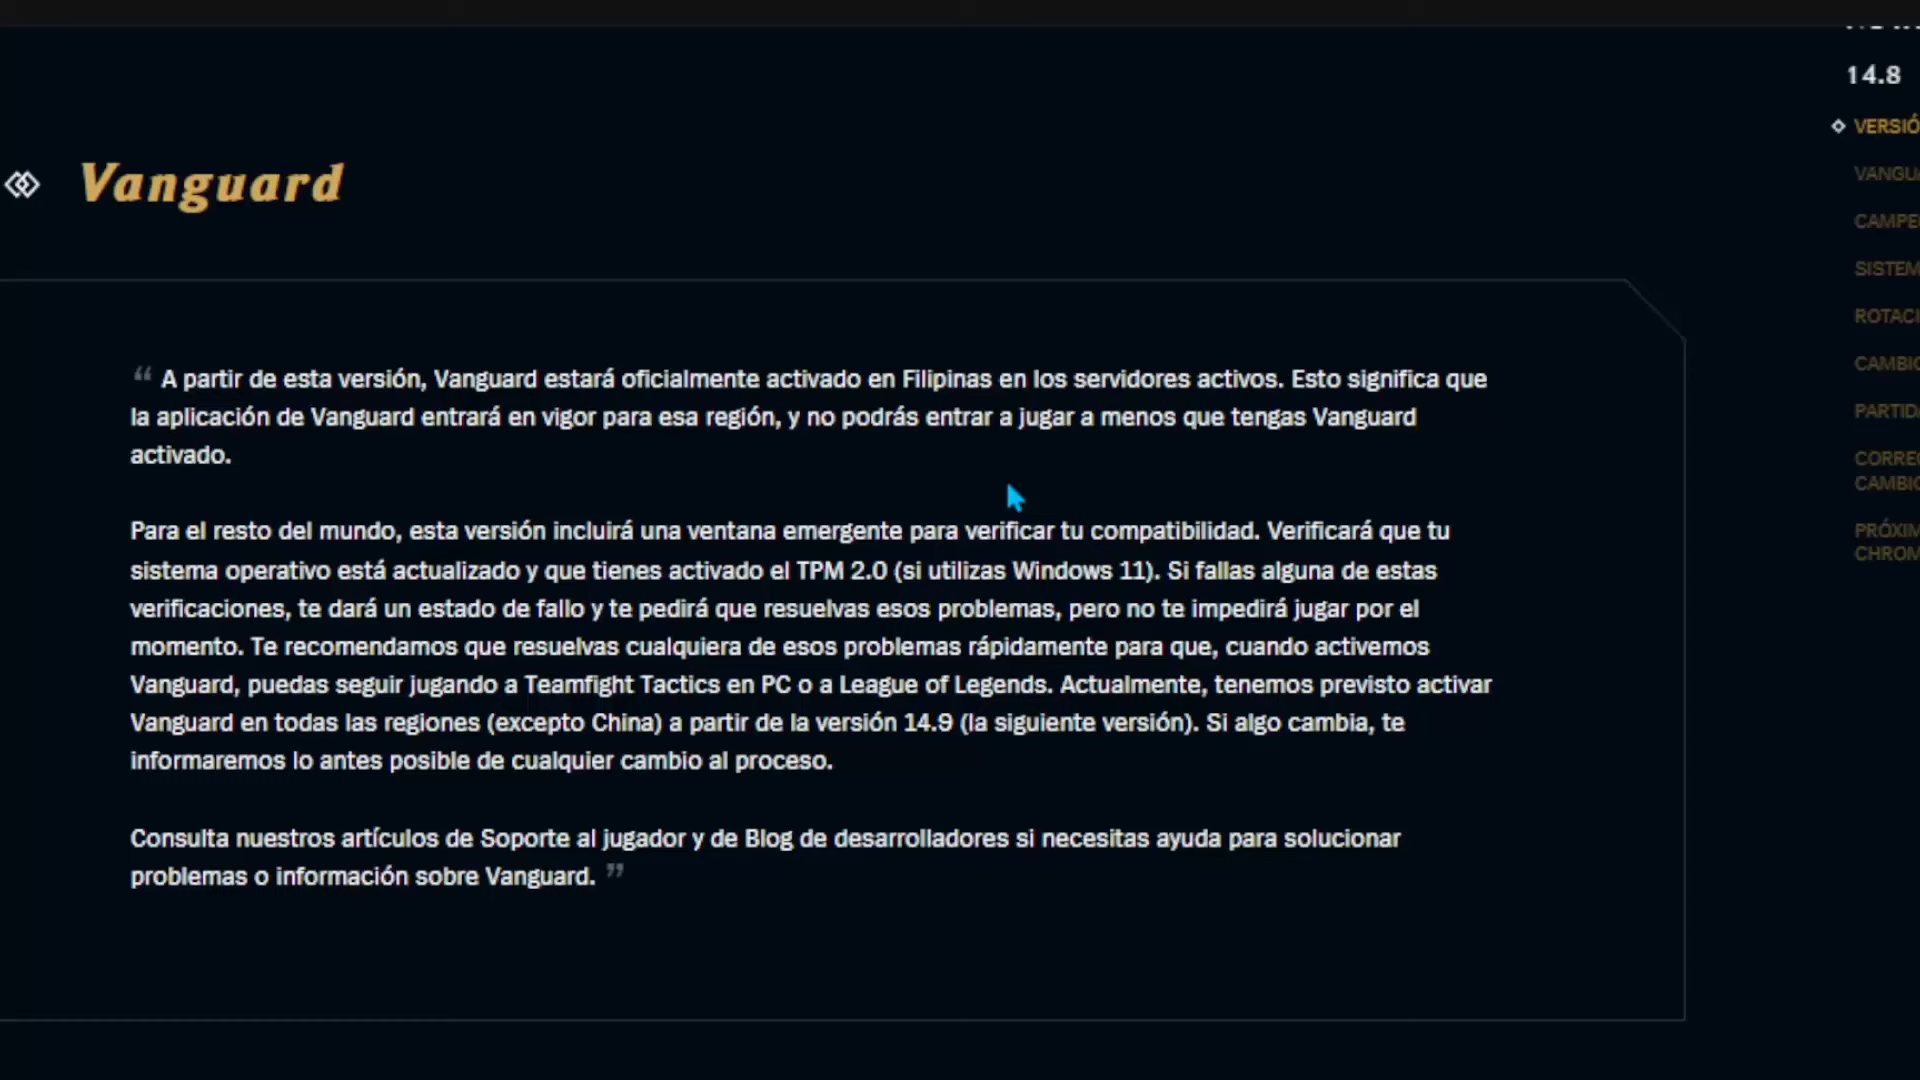 Vanguard
“ A partir de esta versión, Vanguard estará oficialmente activado en Filipinas en los servidores activos. Esto significa que
la aplicación de Vanguard entrará en vigor para esa región, y no podrás entrar a jugar a menos que tengas Vanguard
activado.
Para el resto del mundo, esta versión incluirá una ventana emergente para verificar tu compatibilidad. Verificará que tu
sistema operativo está actualizado y que tienes activado el TPM 2.0 (si utilizas Windows 11). Si fallas alguna de estas
verificaciones, te dará un estado de fallo y te pedirá que resuelvas esos problemas, pero no te impedirá jugar por el
momento. Te recomendamos que resuelvas cualquiera de esos problemas rápidamente para que, cuando activemos
Vanguard, puedas seguir jugando a Teamfight Tactics en PC o a League of Legends. Actualmente, tenemos previsto activar
Vanguard en todas las regiones (excepto China) a partir de la versión 14.9 (la siguiente versión). Si algo cambia, te
informaremos lo antes posible de cualquier cambio al proceso.
Consulta nuestros artículos de Soporte al jugador y de Blog de desarrolladores si necesitas ayuda para solucionar
problemas o información sobre Vanguard. ”
14.8
VERSIÓ
VANGUA
CAMPE
SISTEM
ROTACI
CAMBIO
PARTID
CORREC
CAMBIO
PRÓXIM
CHROM